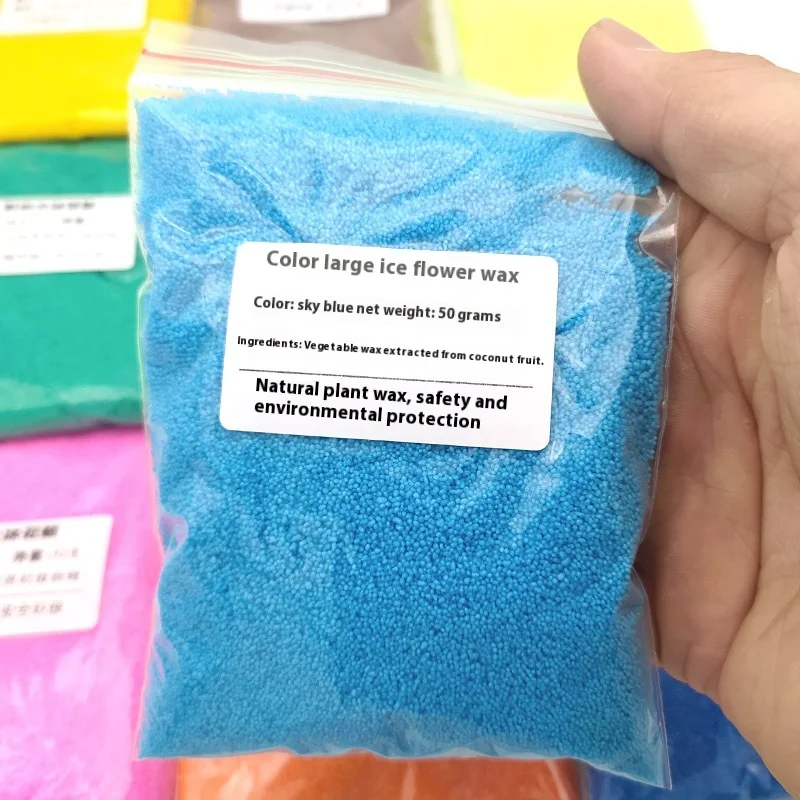 Color large ice flower wax
Color: sky blue net weight: 50 grams
Ingredients: Vegetable wax extracted from coconut fruit.
Natural plant wax, safety and
environmental protection